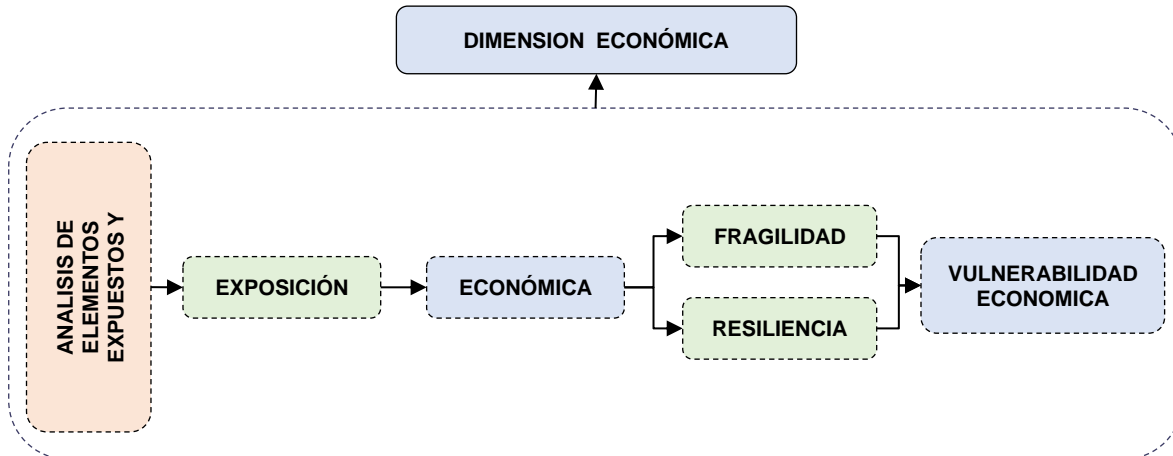 DIMENSION ECONÓMICA
ANALISIS DE
ELEMENTOS
EXPUESTOS Y
EXPOSICIÓN
ECONÓMICA
FRAGILIDAD
RESILIENCIA
VULNERABILIDAD
ECONOMICA